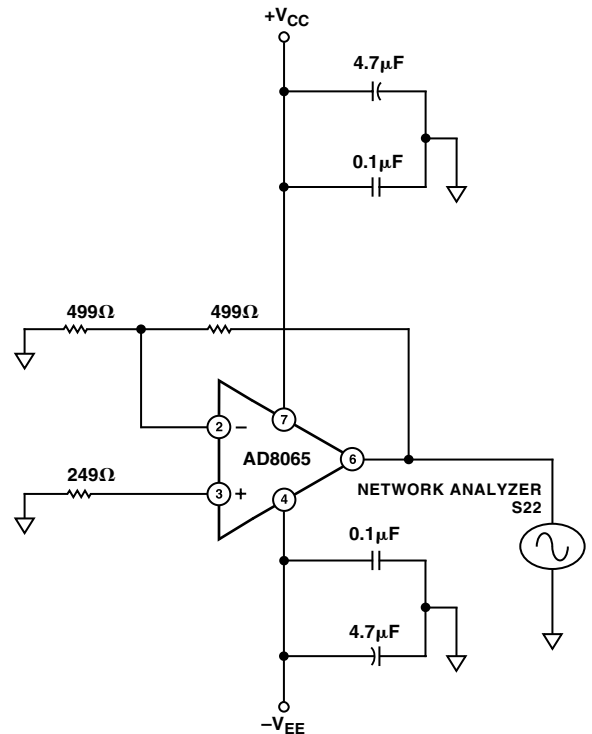 +VCC
4.7μF
0.1μF
499Ω 499Ω
7
2 −
AD8065
6
249Ω
3 +
4
NETWORK ANALYZER
S22
0.1μF
4.7μF
−VEE